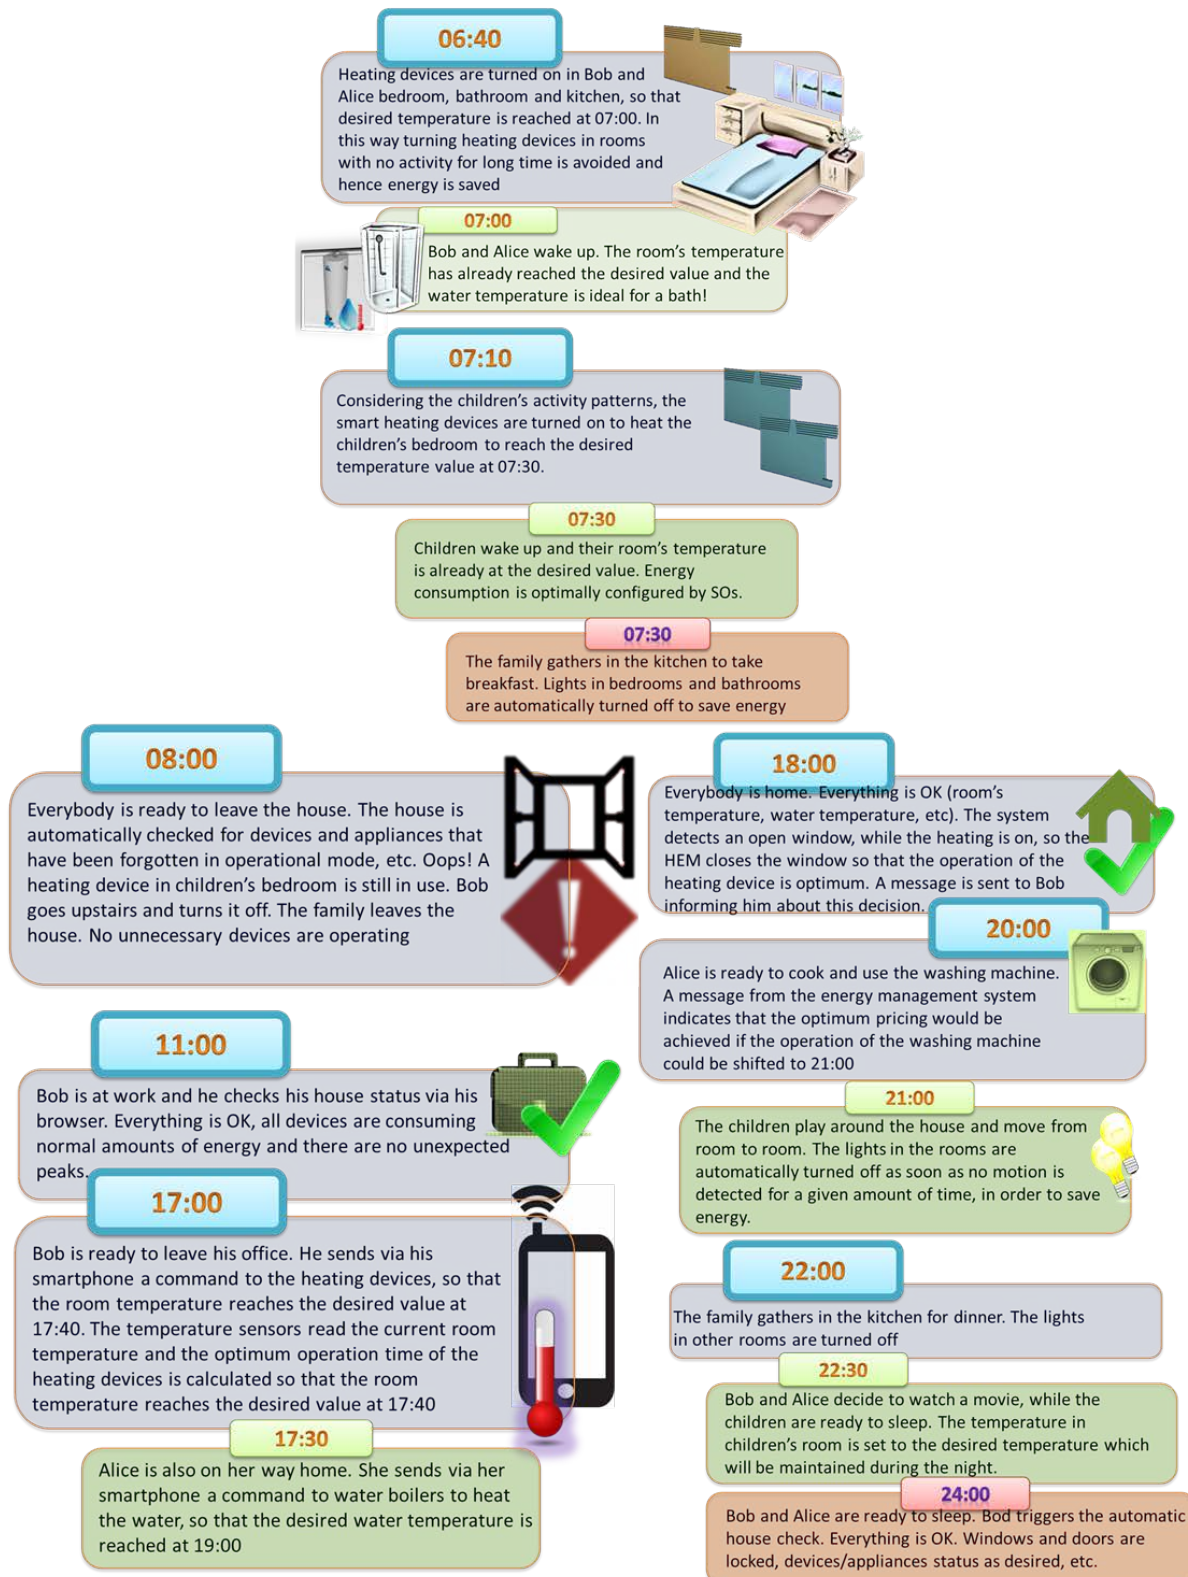 06:40
Heating devices are turned on in Bob and
Alice bedroom, bathroom and kitchen, so that
desired temperature is reached at 07:00. In
this way turning heating devices in rooms
with no activity for long time is avoided and
hence energy is saved
07:00
Bob and Alice wake up. The room's temperature
has already reached the desired value and the
water temperature is ideal for a bath!
07:10
Considering the children's activity patterns, the
smart heating devices are turned on to heat the
children's bedroom to reach the desired
temperature value at 07:30.
07:30
Children wake up and their room's temperature
is already at the desired value. Energy
consumption is optimally configured by SOs.
07:30
The family gathers in the kitchen to take
breakfast. Lights in bedrooms and bathrooms
are automatically turned off to save energy
08:00
Everybody is ready to leave the house. The house is
automatically checked for devices and appliances that
have been forgotten in operational mode, etc. Oops! A
heating device in children's bedroom is still in use. Bob
goes upstairs and turns it off. The family leaves the
house. No unnecessary devices are operating
11:00
Bob is at work and he checks his house status via his
browser. Everything is OK, all devices are consuming
normal amounts of energy and there are no unexpected
peaks.
17:00
Bob is ready to leave his office. He sends via his
smartphone a command to the heating devices, so that
the room temperature reaches the desired value at
17:40. The temperature sensors read the current room
temperature and the optimum operation time of the
heating devices is calculated so that the room
temperature reaches the desired value at 17:40
17:30
Alice is also on her way home. She sends via her
smartphone a command to water boilers to heat
the water, so that the desired water temperature is
reached at 19:00
18:00
Everybody is home. Everything is OK (room's
temperature, water temperature, etc). The system
detects an open window, while the heating is on, so the
HEM closes the window so that the operation of the
heating device is optimum. A message is sent to Bob
informing him about this decision.
20:00
Alice is ready to cook and use the washing machine.
A message from the energy management system
indicates that the optimum pricing would be
achieved if the operation of the washing machine
could be shifted to 21:00
21:00
The children play around the house and move from
room to room. The lights in the rooms are
automatically turned off as soon as no motion is
detected for a given amount of time, in order to save
energy.
22:00
The family gathers in the kitchen for dinner. The lights
in other rooms are turned off
22:30
Bob and Alice decide to watch a movie, while the
children are ready to sleep. The temperature in
children's room is set to the desired temperature which
will be maintained during the night.
24:00
Bob and Alice are ready to sleep. Bod triggers the automatic
house check. Everything is OK. Windows and doors are
locked, devices/appliances status as desired, etc.